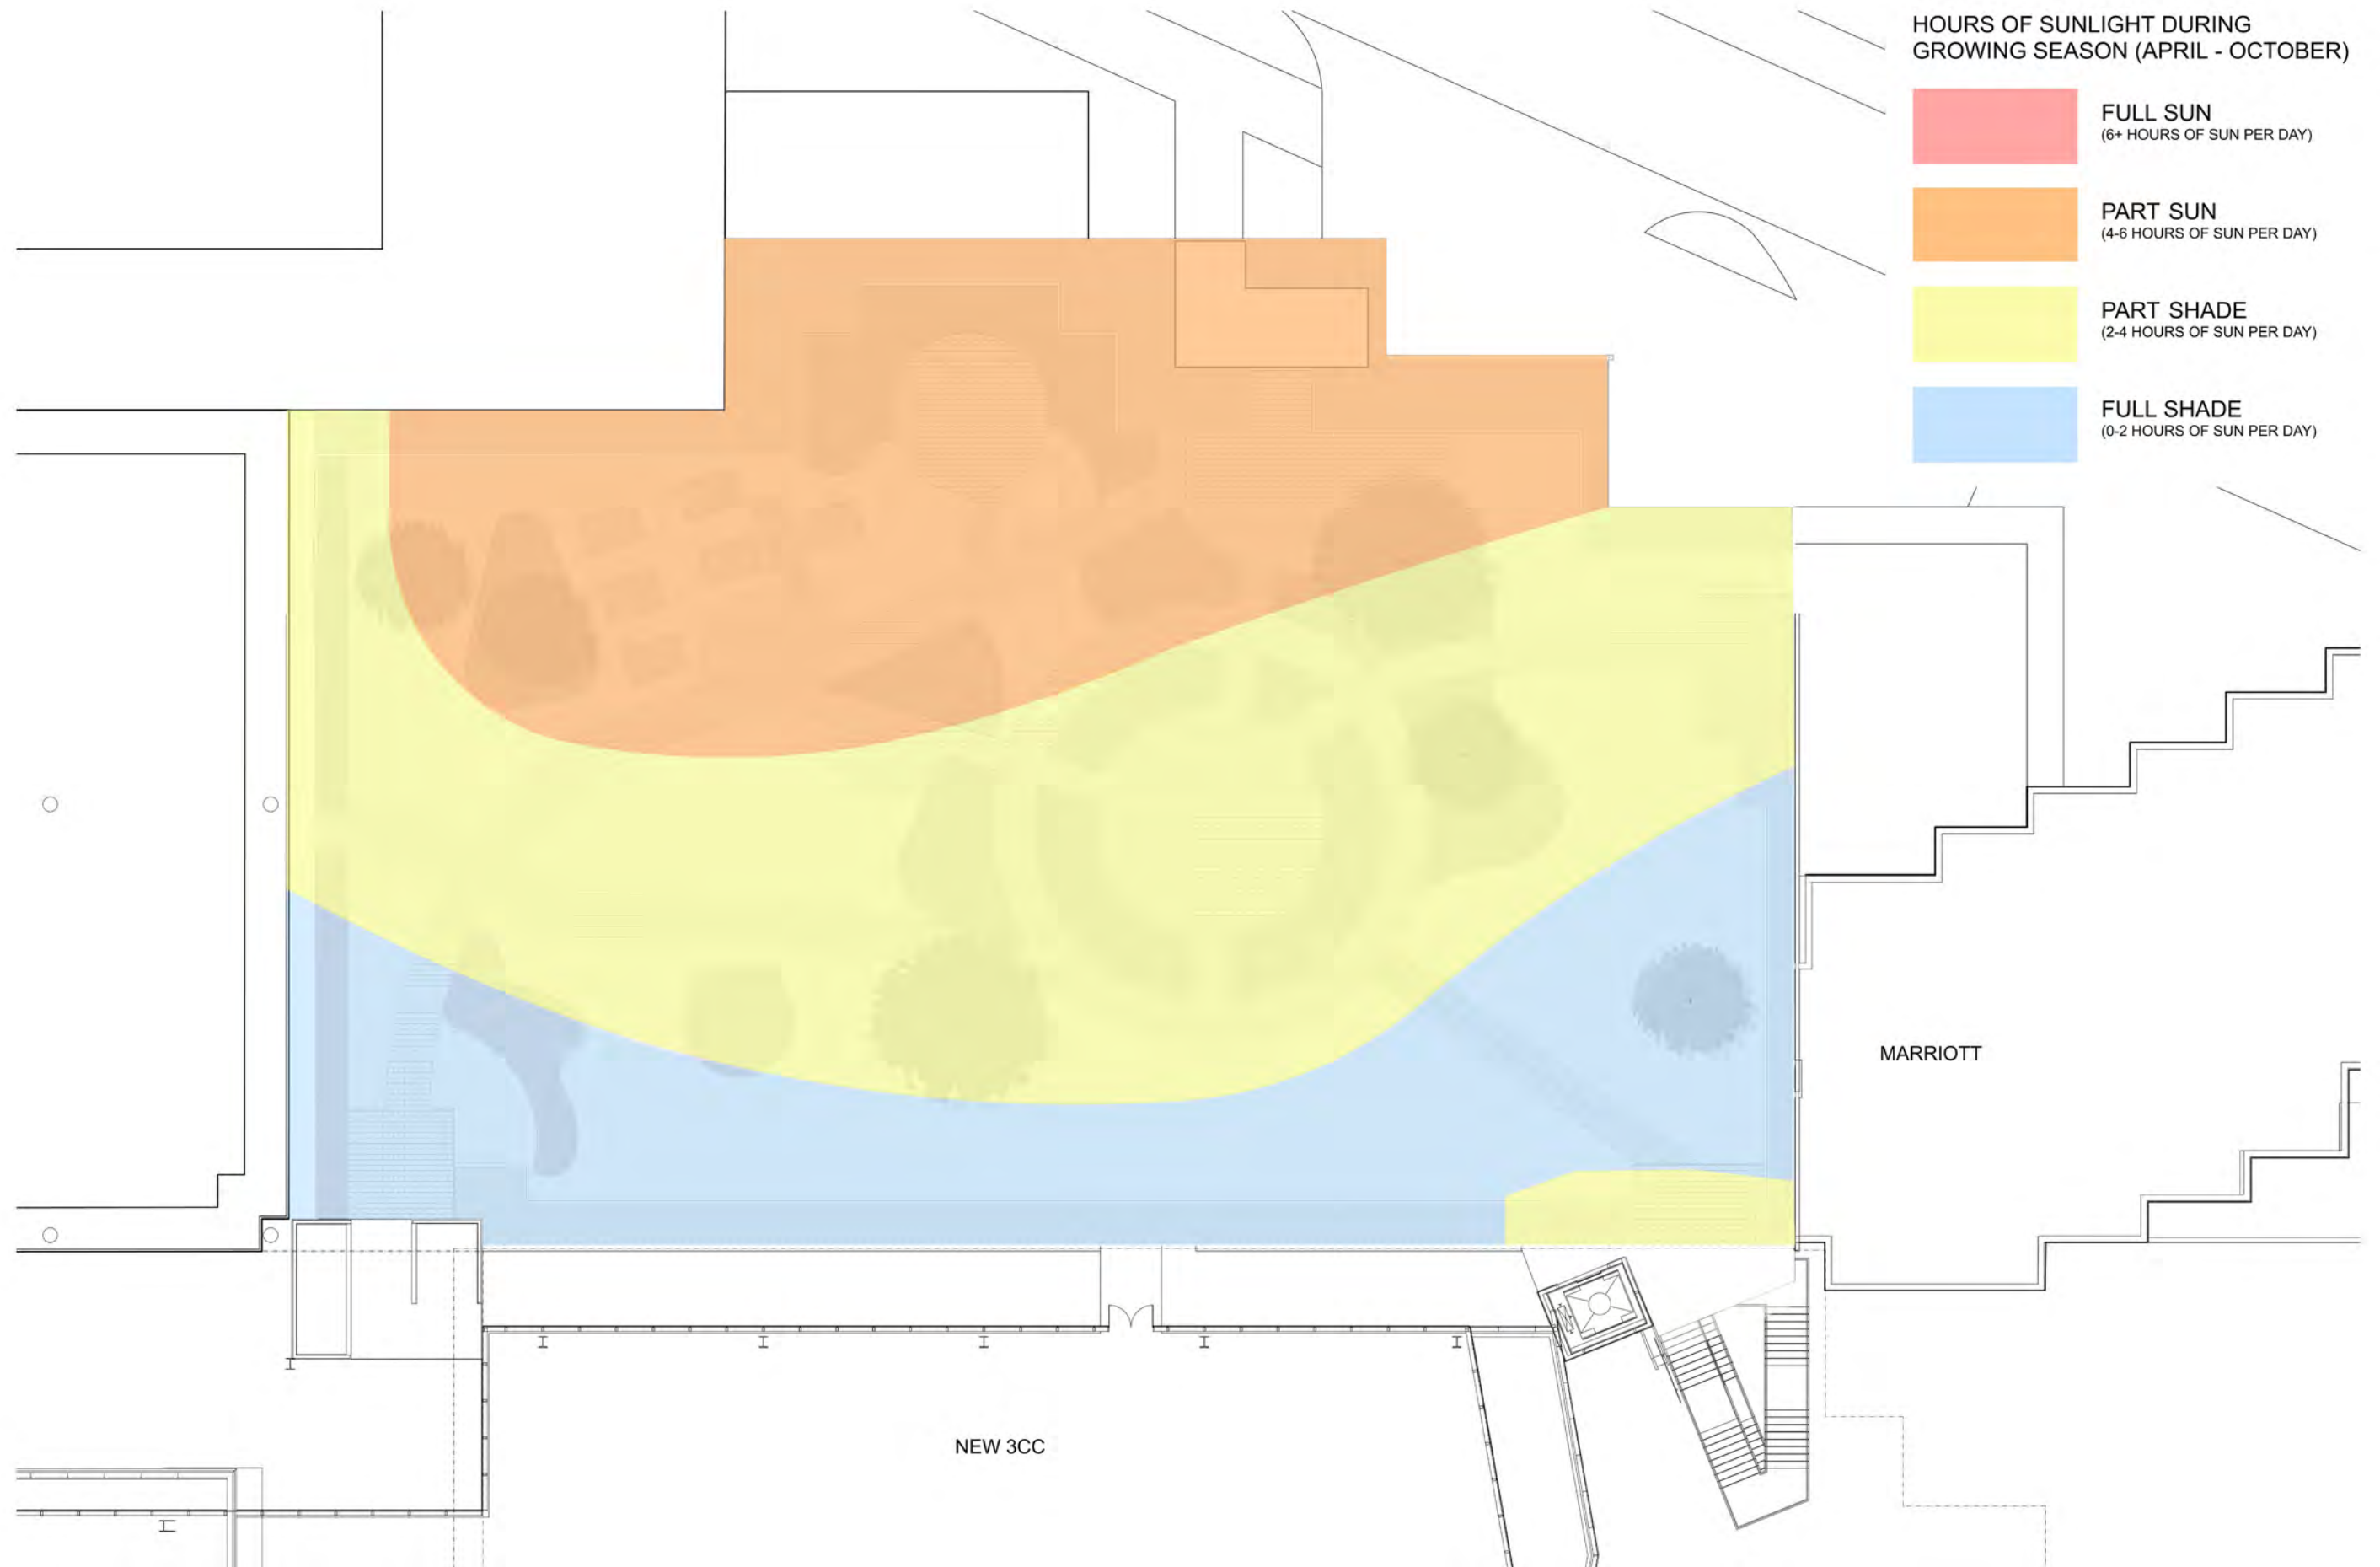 HOURS OF SUNLIGHT DURING
GROWING SEASON (APRIL - OCTOBER)
FULL SUN
(6+ HOURS OF SUN PER DAY)
PART SUN
(4-6 HOURS OF SUN PER DAY)
PART SHADE
(2-4 HOURS OF SUN PER DAY)
FULL SHADE
(0-2 HOURS OF SUN PER DAY)
MARRIOTT
NEW 3CC